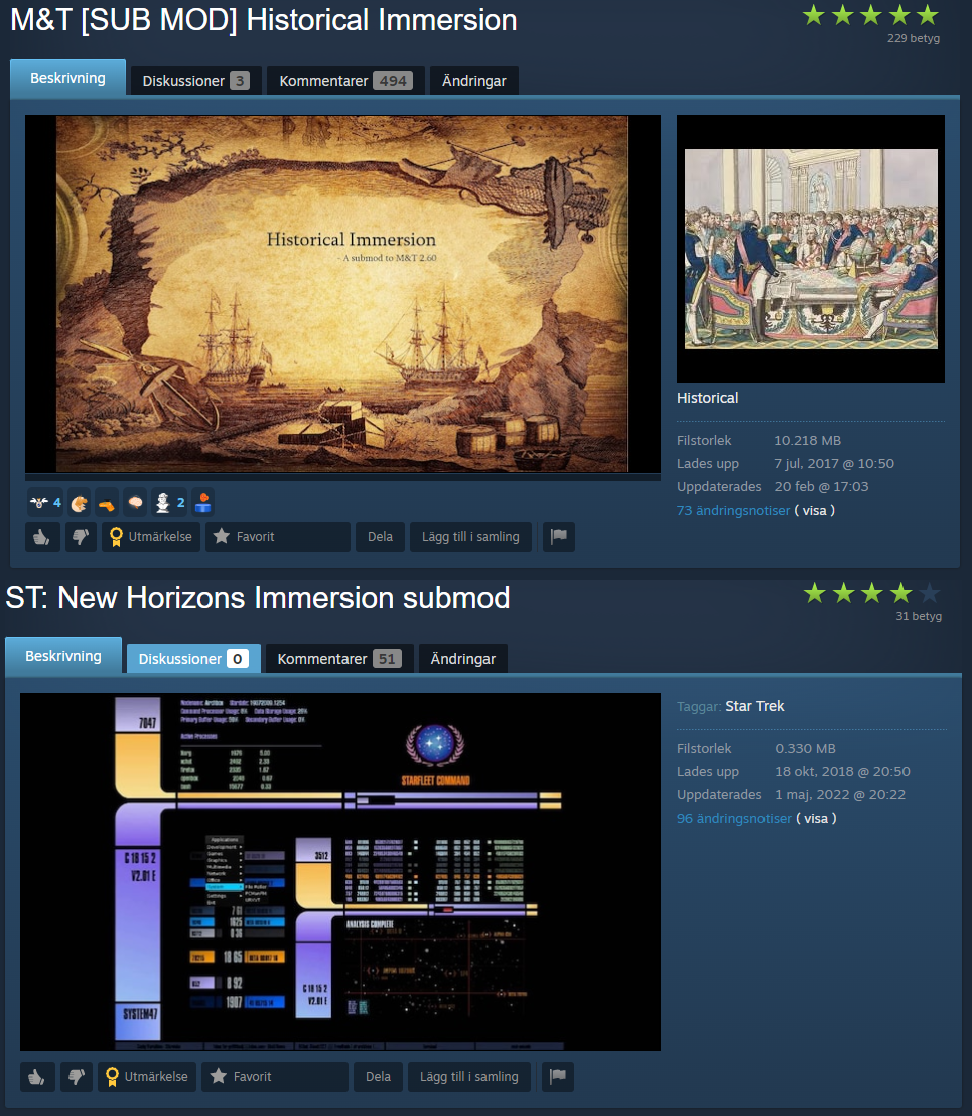 M&T [SUB MOD] Historical Immersion
229 betyg
Beskrivning
Diskussioner 3
Kommentarer 494
Ändringar
Historical Immersion
- A submod to M&T 2.60
Historical
Filstorlek 10.218 MB
Lades upp 7 jul, 2017 @ 10:50
Uppdaterades 20 feb @ 17:03
73 ändringsnotiser ( visa )
4
2
Utmärkelse
Favorit
Dela
Lägg till i samling
ST: New Horizons Immersion submod
31 betyg
Beskrivning
Diskussioner 0
Kommentarer 51
Ändringar
7047
STARFLEET COMMAND
C 18 15 2
V2.01 E
3512
ANALYSIS COMPLETE
C 18 15 2
V2.01 E
SYSTEM47
Taggar: Star Trek
Filstorlek 0.330 MB
Lades upp 18 okt, 2018 @ 20:50
Uppdaterades 1 maj, 2022 @ 20:22
96 ändringsnotiser ( visa )
Utmärkelse
Favorit
Dela
Lägg till i samling